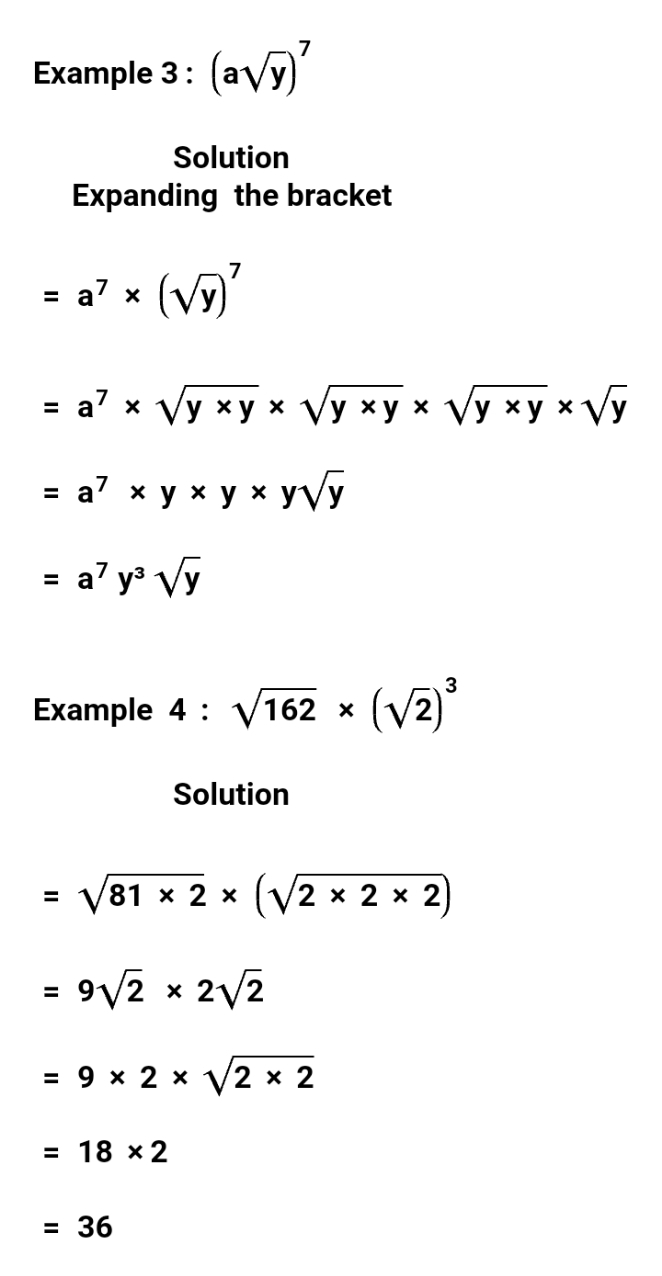 Example 3 : (a√y)⁷
Solution
Expanding the bracket
= a⁷ × (√y)⁷
= a⁷ × √(y × y) × √(y × y) × √(y × y) × √y
= a⁷ × y × y × y√y
= a⁷ y³ √y
Example 4 : √162 × (√2)³
Solution
= √(81 × 2) × (√(2 × 2 × 2))
= 9√2 × 2√2
= 9 × 2 × √(2 × 2)
= 18 × 2
= 36